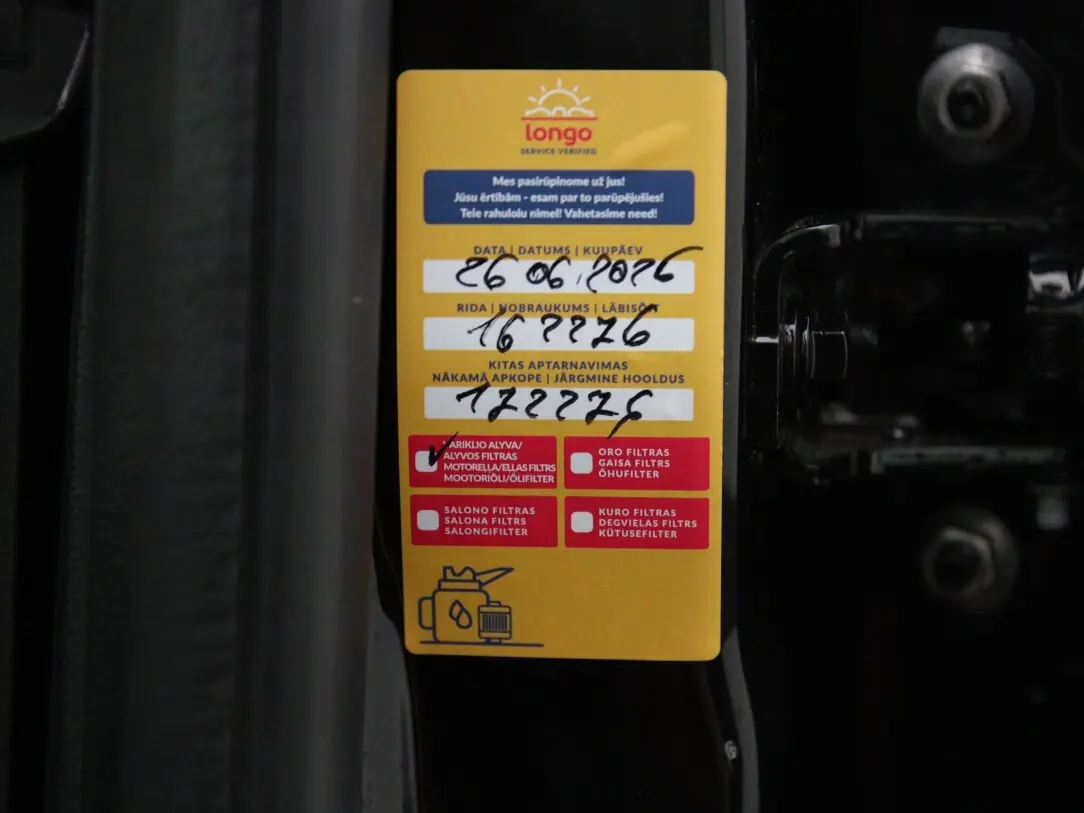 longo
SERVICE VERIFIED
Mes pasirūpinome už jus!
Jūsu ērtībām - esam par to parūpējušies!
Teie rahulolu nimel! Vahetasime need!
DATA | DATUMS | KUUPÄEV
26 06.2026
RIDA | NOBRAUKUMS | LÄBISÕIT
162276
KITAS APTARNAVIMAS
NĀKAMĀ APKOPE | JÄRGMINE HOOLDUS
172276
VARIKLIO ALYVA/
ALYVOS FILTRAS
MOTOREĻĻA/EĻĻAS FILTRS
MOOTORIÕLI/ÕLIFILTER
ORO FILTRAS
GAISA FILTRS
ÕHUFILTER
SALONO FILTRAS
SALONA FILTRS
SALONGIFILTER
KURO FILTRAS
DEGVIELAS FILTRS
KÜTUSEFILTER